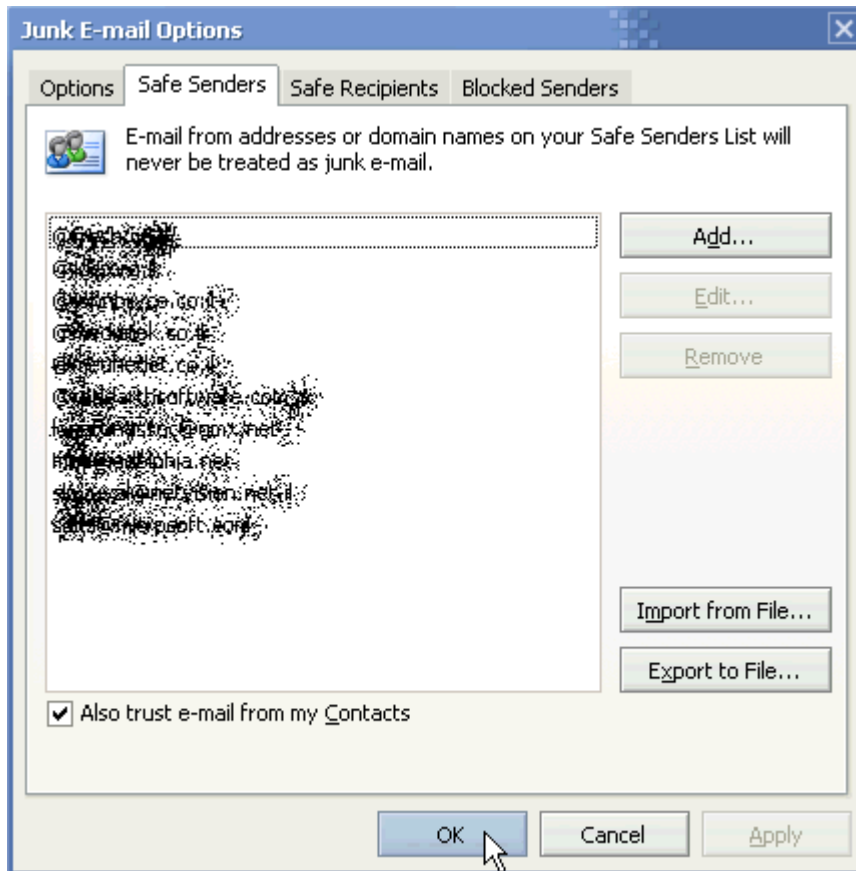 Junk E-mail Options
Options Safe Senders Safe Recipients Blocked Senders
E-mail from addresses or domain names on your Safe Senders List will
never be treated as junk e-mail.
Add...
Edit...
Remove
Import from File...
Export to File...
Also trust e-mail from my Contacts
OK Cancel Apply